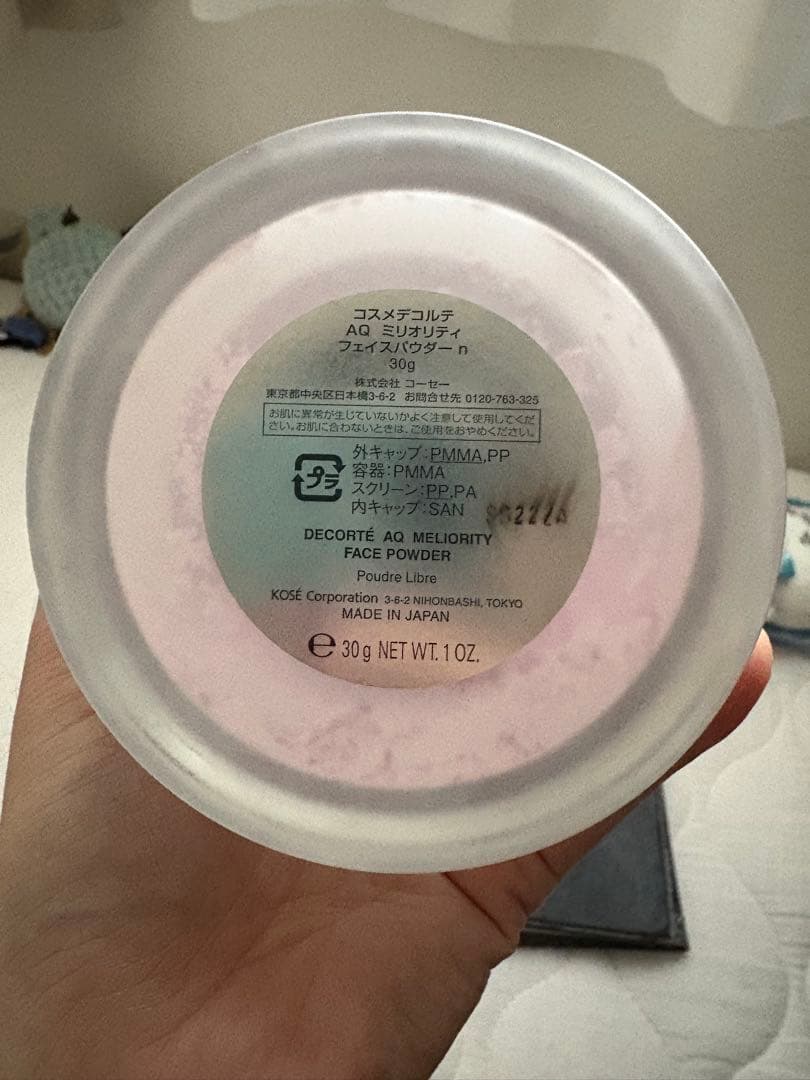 コスメデコルテ
AQ ミリオリティ
フェイスパウダー n
30g
株式会社 コーセー
東京都中央区日本橋3-6-2 お問合せ先 0120-763-325
お肌に異常が生じていないかよく注意して使用してくだ
さい。お肌に合わないときは、ご使用をおやめください。
プラ
外キャップ:PMMA,PP
容器:PMMA
スクリーン:PP,PA
内キャップ:SAN
DECORTÉ AQ MELIORITY
FACE POWDER
Poudre Libre
KOSÉ Corporation 3-6-2 NIHONBASHI, TOKYO
MADE IN JAPAN
e 30 g NET WT. 1 OZ.